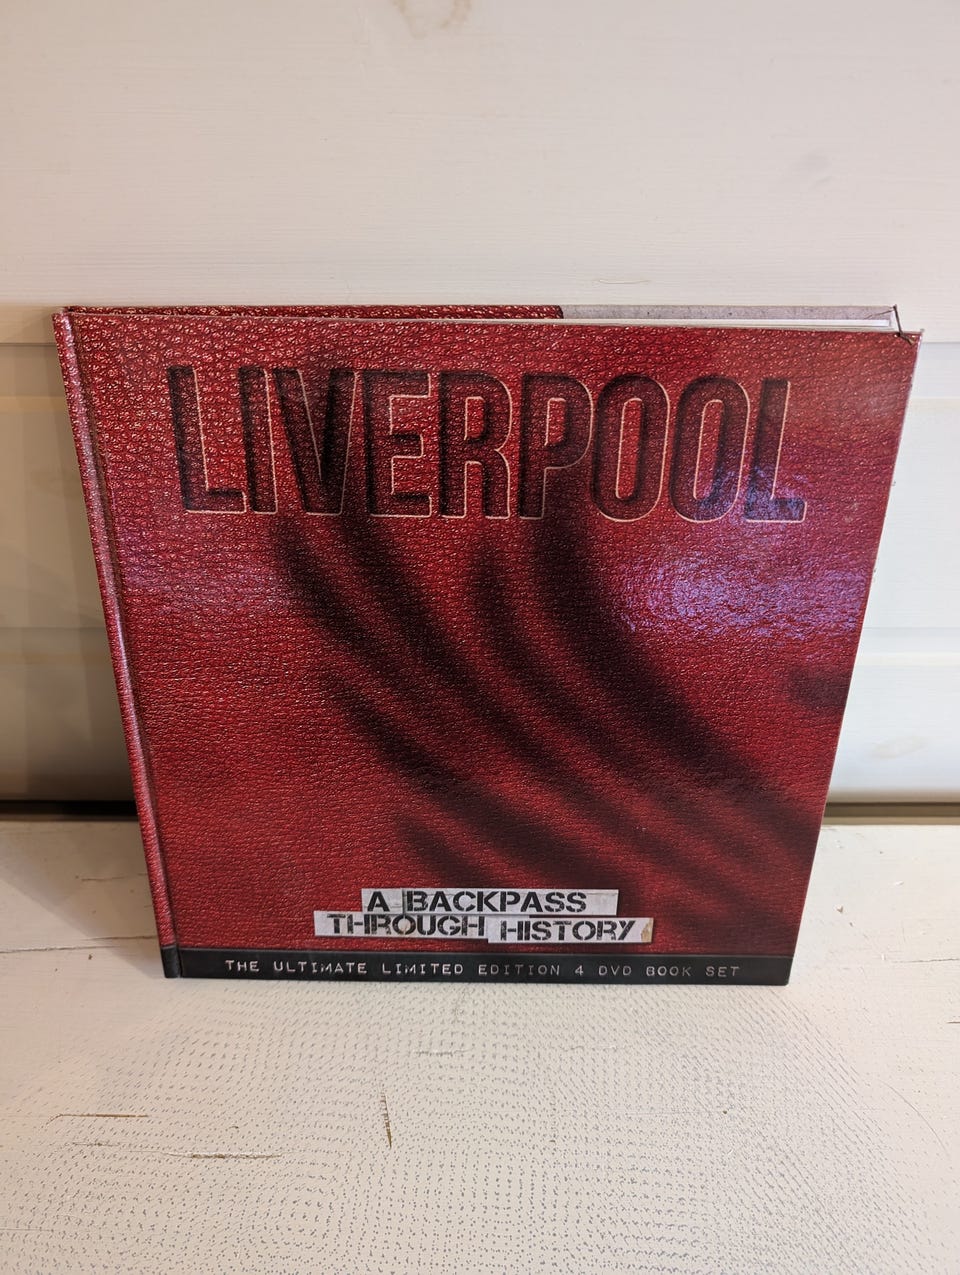 LIVERPOOL
A BACKPASS
THROUGH HISTORY
THE ULTIMATE LIMITED EDITION 4 DVD BOOK SET